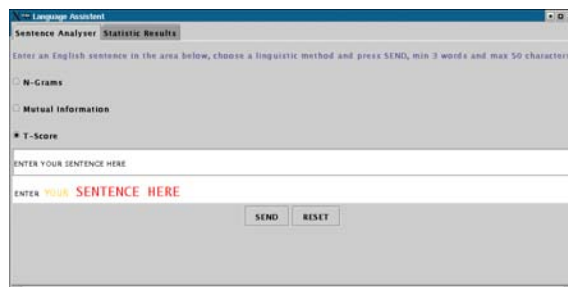 Language Assistent
Sentence Analyser Statistic Results
Enter an English sentence in the area below, choose a linguistic method and press SEND, min 3 words and max 50 character
N-Grams
Mutual Information
T-Score
ENTER YOUR SENTENCE HERE
ENTER YOUR SENTENCE HERE
SEND RESET